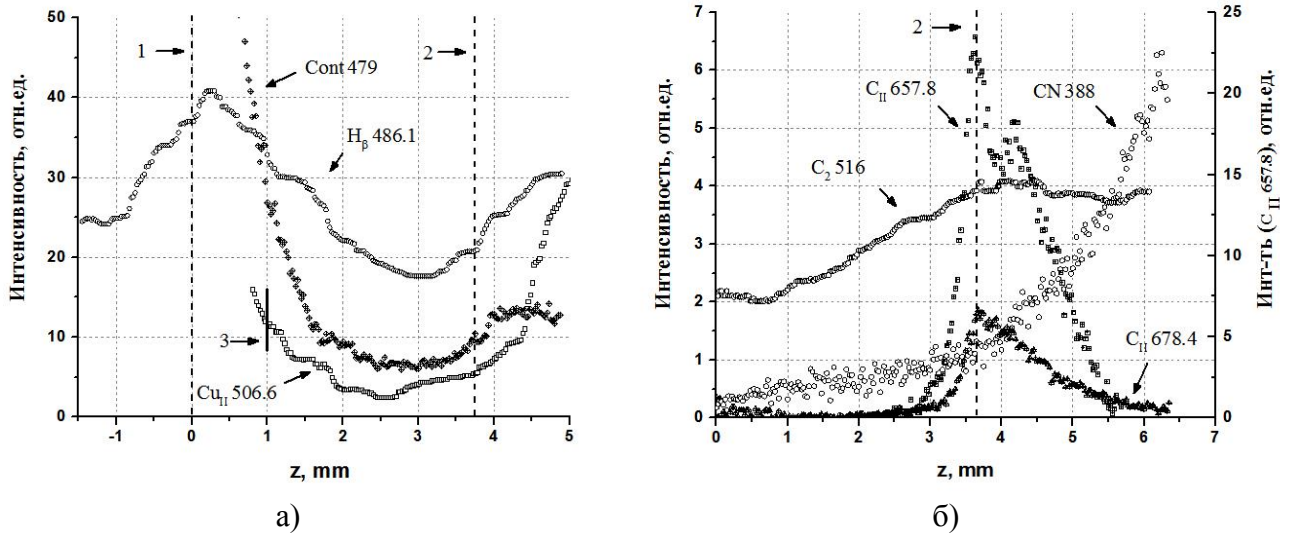 50
40
30
20
10
0
Интенсивность, отн.ед.
1
2
3
Cont 479
Hβ 486.1
CuII 506.6
-1 0 1 2 3 4 5
z, mm
а)
7
6
5
4
3
2
1
0
Интенсивность, отн.ед.
2
CII 657.8
CN 388
C2 516
CII 678.4
25
20
15
10
5
0
Инт-ть (CII 657.8), отн.ед.
0 1 2 3 4 5 6 7
z, mm
б)